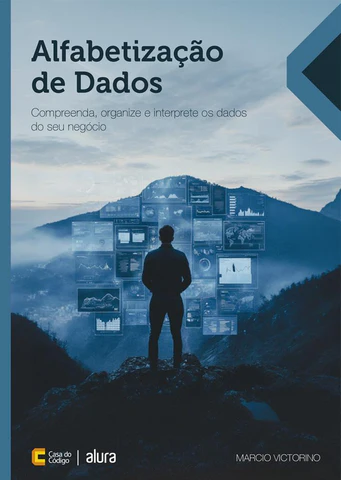 Alfabetização
de Dados
Compreenda, organize e interprete os dados
do seu negócio
Casa do
Código
alura
MARCIO VICTORINO